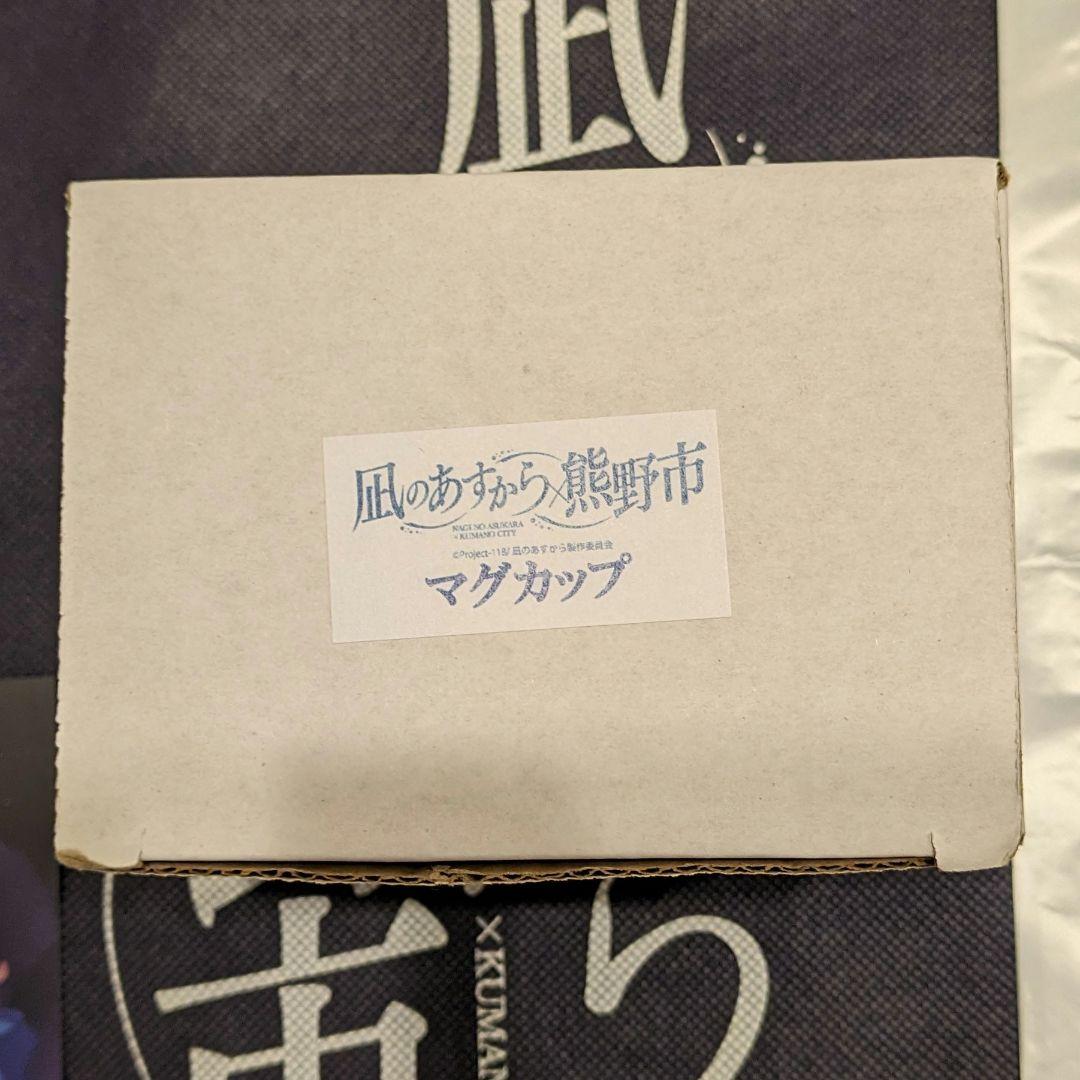 凪
凪のあすから×熊野市
NAGI NO ASUKARA
× KUMANO CITY
©Project-118/ 凪のあすから製作委員会
マグカップ
ら
× KUMAN